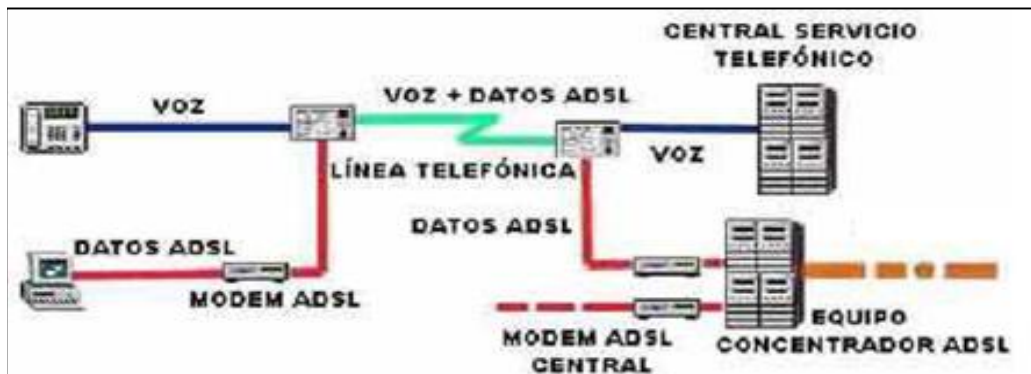 CENTRAL SERVICIO
TELEFÓNICO
VOZ
VOZ + DATOS ADSL
LÍNEA TELEFÓNICA
VOZ
DATOS ADSL
DATOS ADSL
MODEM ADSL
MODEM ADSL
CENTRAL
EQUIPO
CONCENTRADOR ADSL